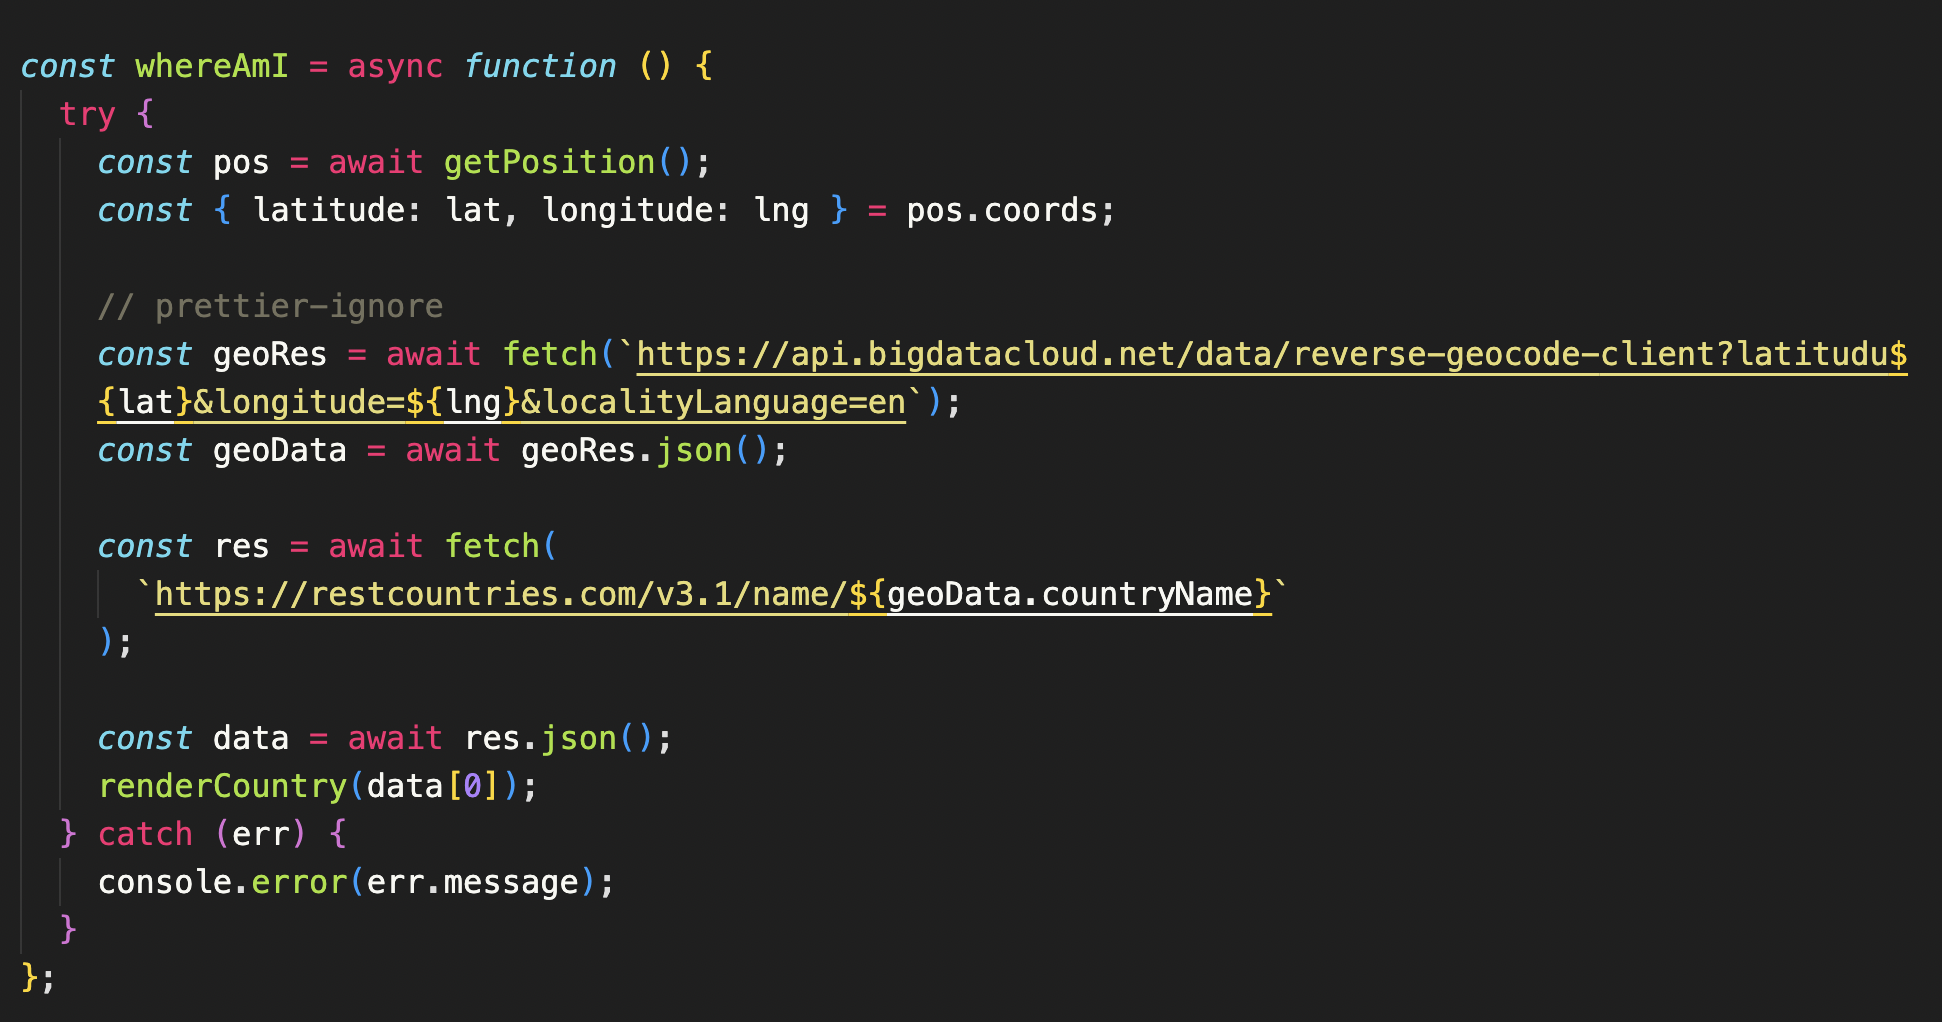 const whereAmI = async function () {
  try {
    const pos = await getPosition();
    const { latitude: lat, longitude: lng } = pos.coords;

    // prettier-ignore
    const geoRes = await fetch(`https://api.bigdatacloud.net/data/reverse-geocode-client?latitudu$
    {lat}&longitude=${lng}&localityLanguage=en`);
    const geoData = await geoRes.json();

    const res = await fetch(
      `https://restcountries.com/v3.1/name/${geoData.countryName}`
    );

    const data = await res.json();
    renderCountry(data[0]);
  } catch (err) {
    console.error(err.message);
  }
};